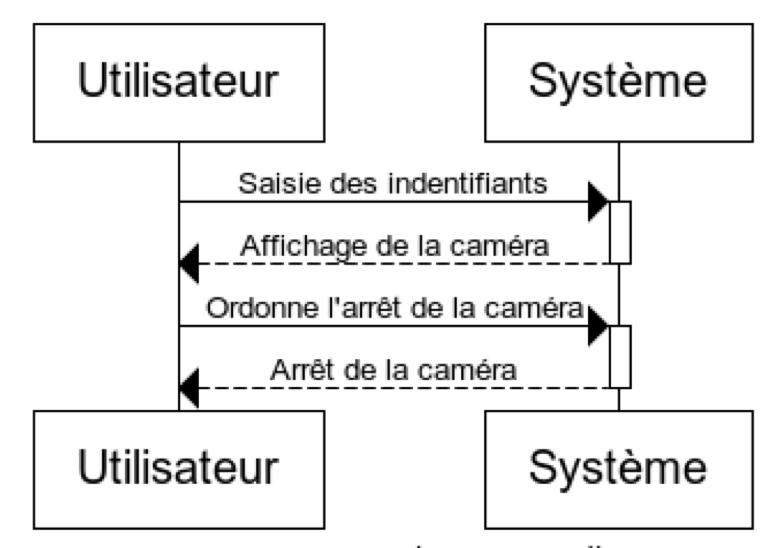 Utilisateur
Système
Saisie des indentifiants
Affichage de la caméra
Ordonne l'arrêt de la caméra
Arrêt de la caméra
Utilisateur
Système